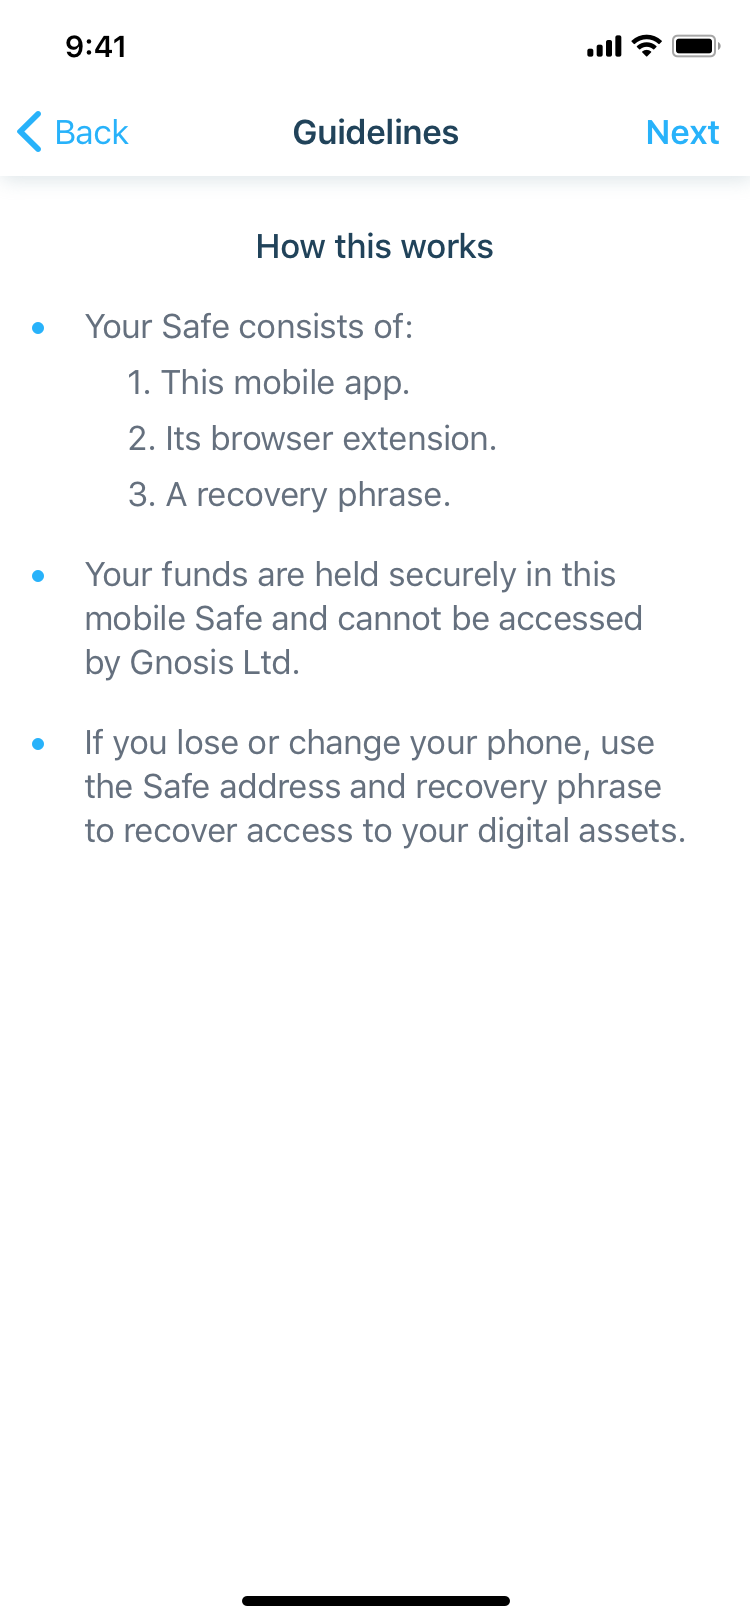 9:41
Back
Guidelines
Next
How this works
Your Safe consists of:
1. This mobile app.
2. Its browser extension.
3. A recovery phrase.
Your funds are held securely in this
mobile Safe and cannot be accessed
by Gnosis Ltd.
If you lose or change your phone, use
the Safe address and recovery phrase
to recover access to your digital assets.